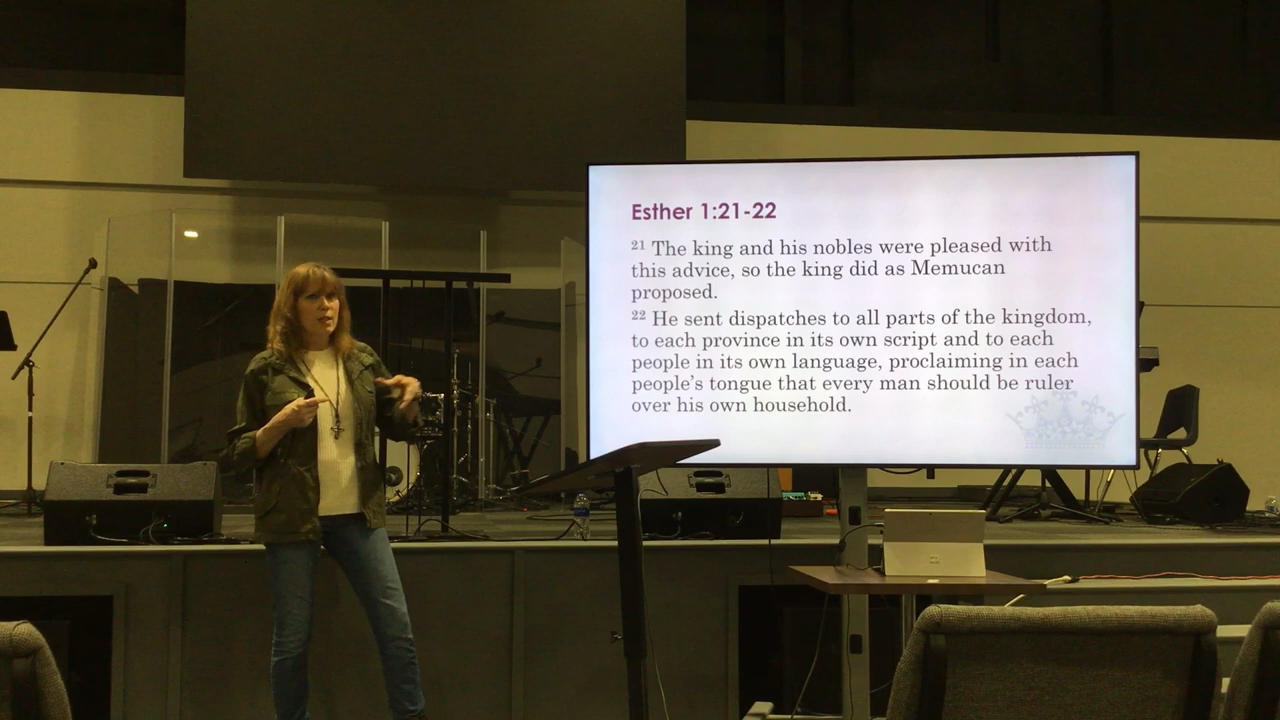 Esther 1:21-22
21 The king and his nobles were pleased with
this advice, so the king did as Memucan
proposed.
22 He sent dispatches to all parts of the kingdom,
to each province in its own script and to each
people in its own language, proclaiming in each
people's tongue that every man should be ruler
over his own household.